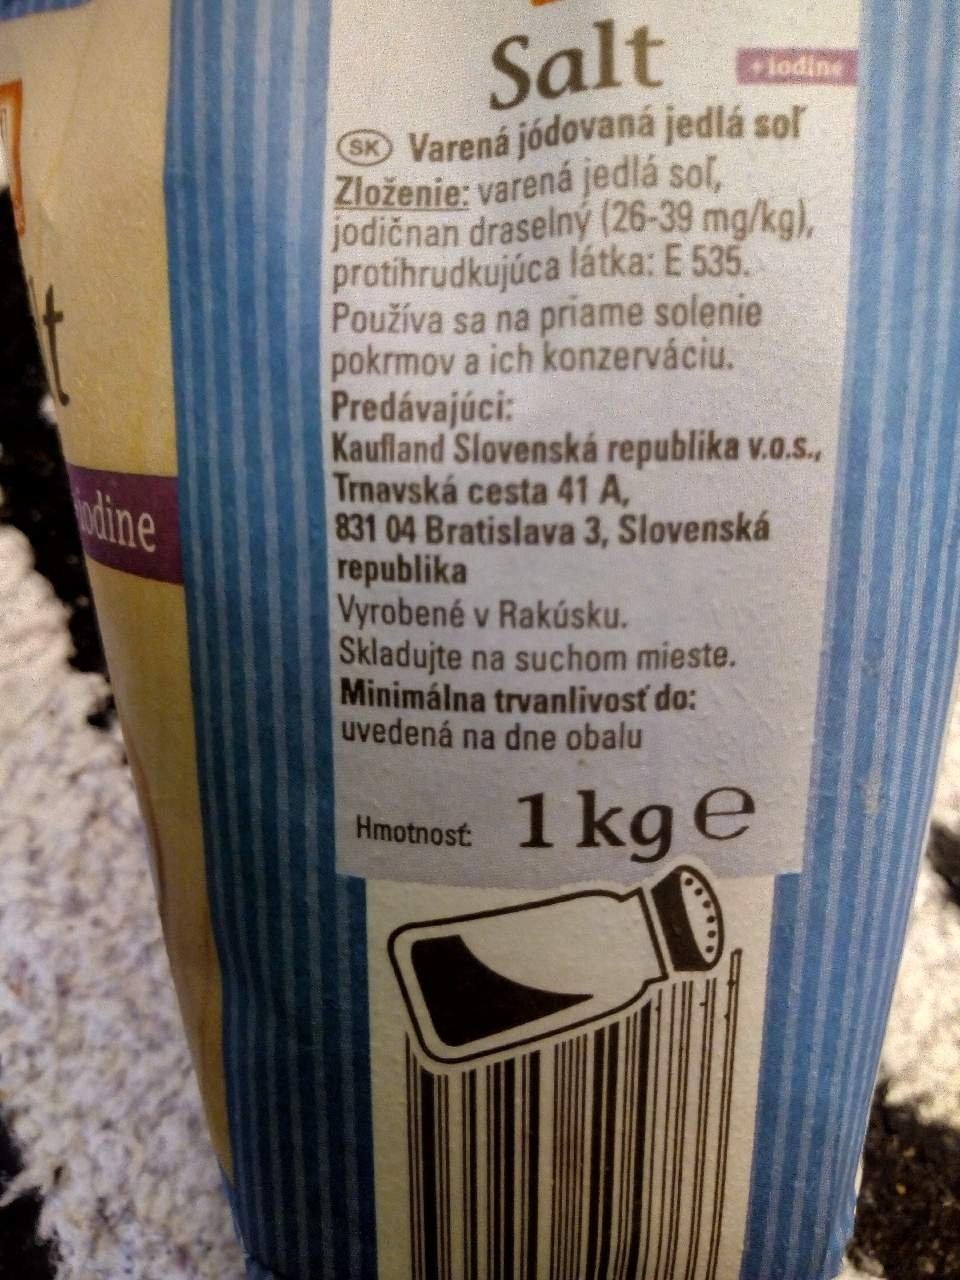 Salt
+iodine
SK Varená jódovaná jedlá soľ
Zloženie: varená jedlá soľ,
jodičnan draselný (26-39 mg/kg),
protihrudkujúca látka: E 535.
Používa sa na priame solenie
pokrmov a ich konzerváciu.
Predávajúci:
Kaufland Slovenská republika v.o.s.,
Trnavská cesta 41 A,
831 04 Bratislava 3, Slovenská
republika
Vyrobené v Rakúsku.
Skladujte na suchom mieste.
Minimálna trvanlivosť do:
uvedená na dne obalu
Hmotnosť: 1 kg e
iodine